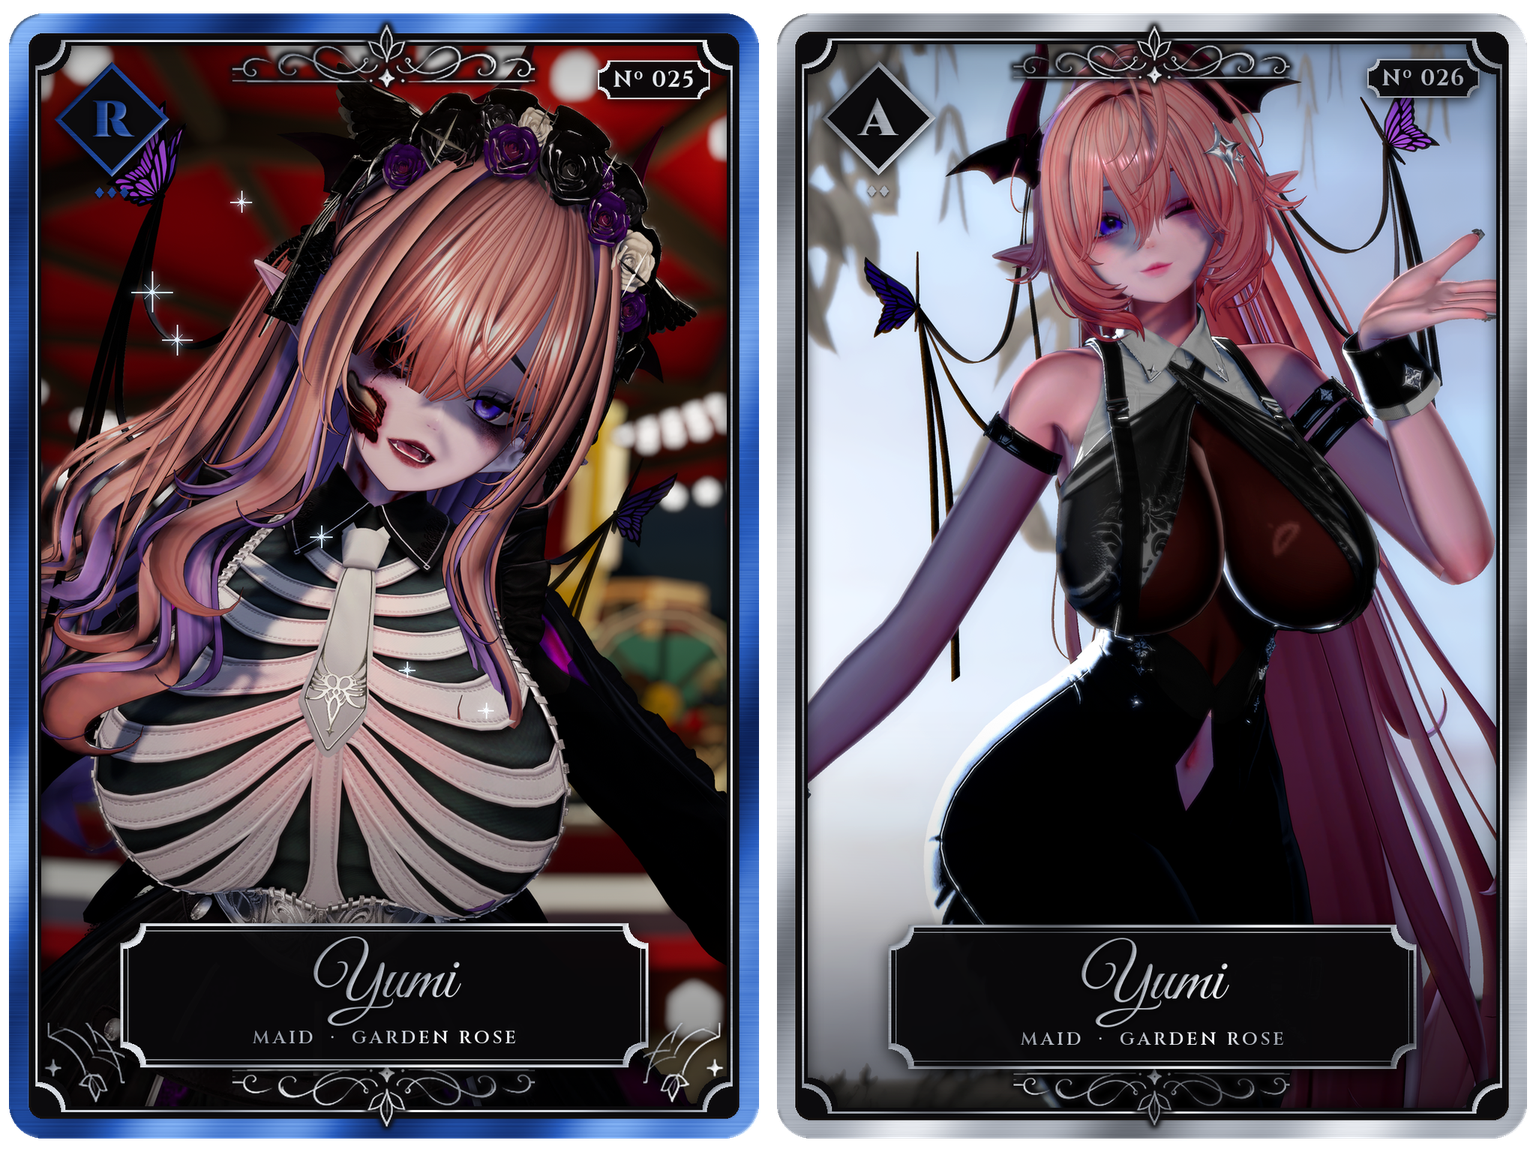 R
Nº 025
Yumi
MAID · GARDEN ROSE
A
Nº 026
Yumi
MAID · GARDEN ROSE